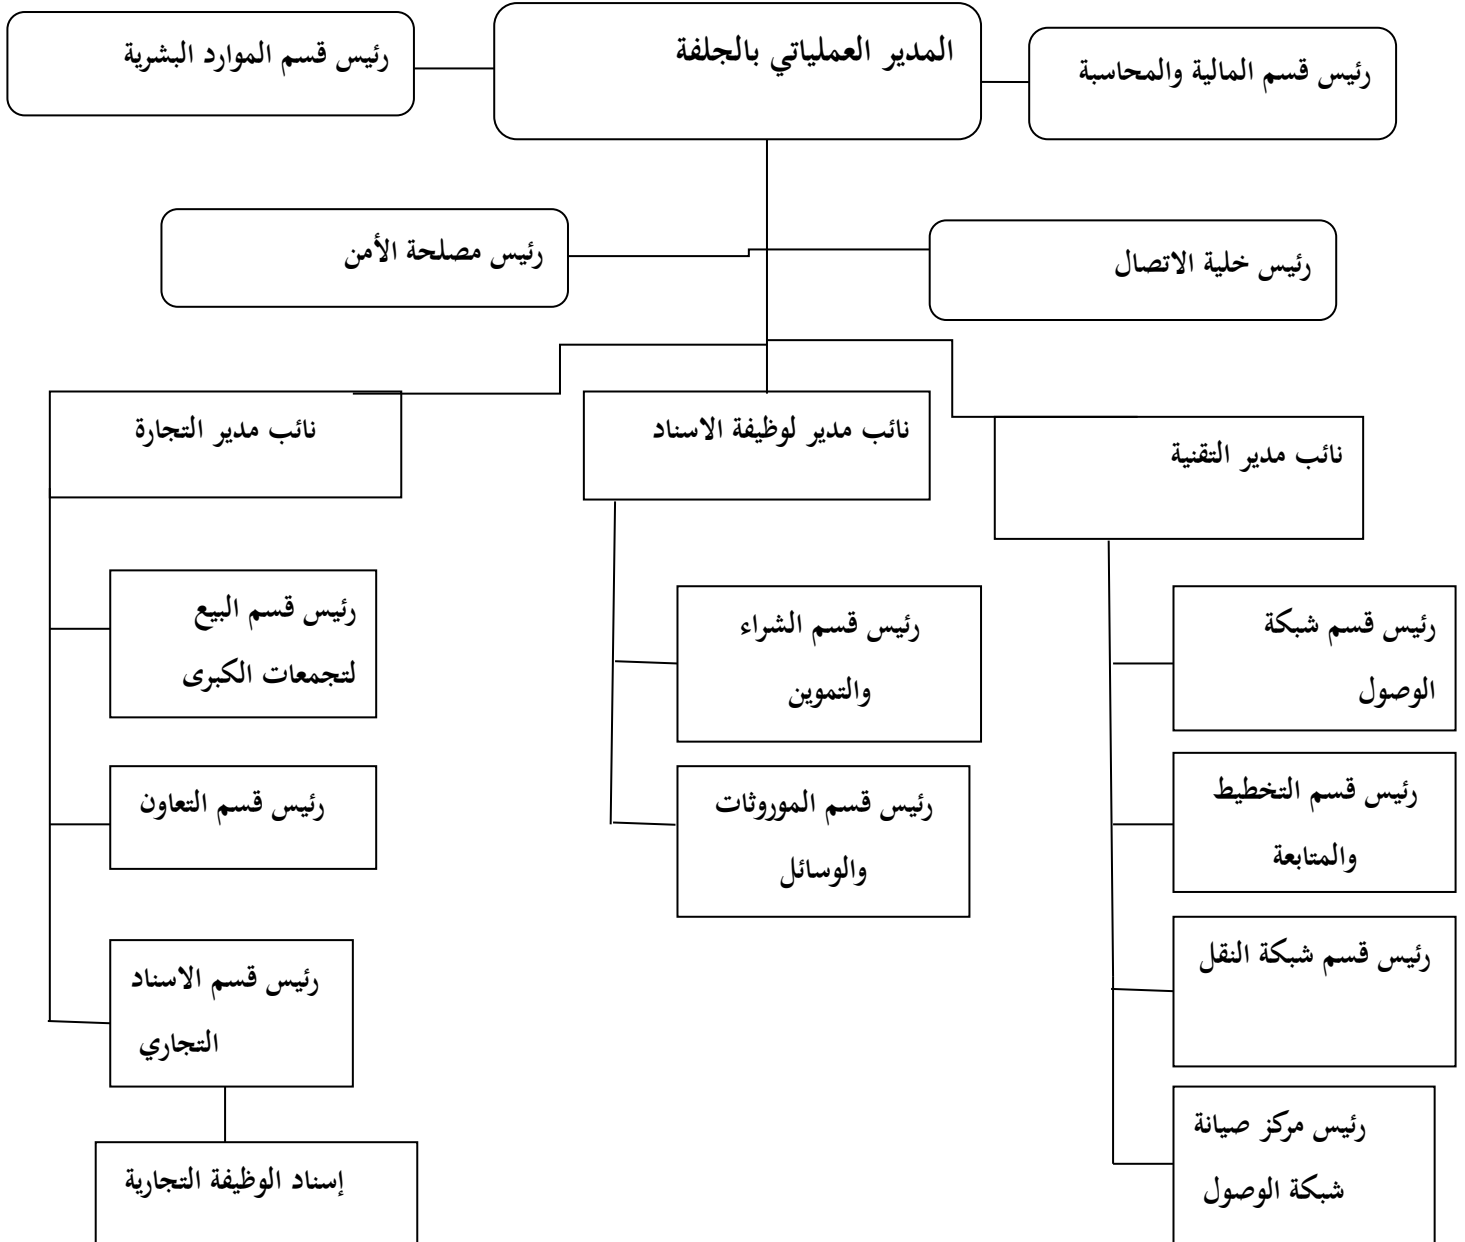 المدير العملياتي بالجلفة
رئيس قسم المالية والمحاسبة
رئيس قسم الموارد البشرية
رئيس خلية الاتصال
رئيس مصلحة الأمن
نائب مدير التقنية
نائب مدير لوظيفة الاسناد
نائب مدير التجارة
رئيس قسم شبكة
الوصول
رئيس قسم التخطيط
والمتابعة
رئيس قسم شبكة النقل
رئيس مركز صيانة
شبكة الوصول
رئيس قسم الشراء
والتموين
رئيس قسم الموروثات
والوسائل
رئيس قسم البيع
لتجمعات الكبرى
رئيس قسم التعاون
رئيس قسم الاسناد
التجاري
إسناد الوظيفة التجارية